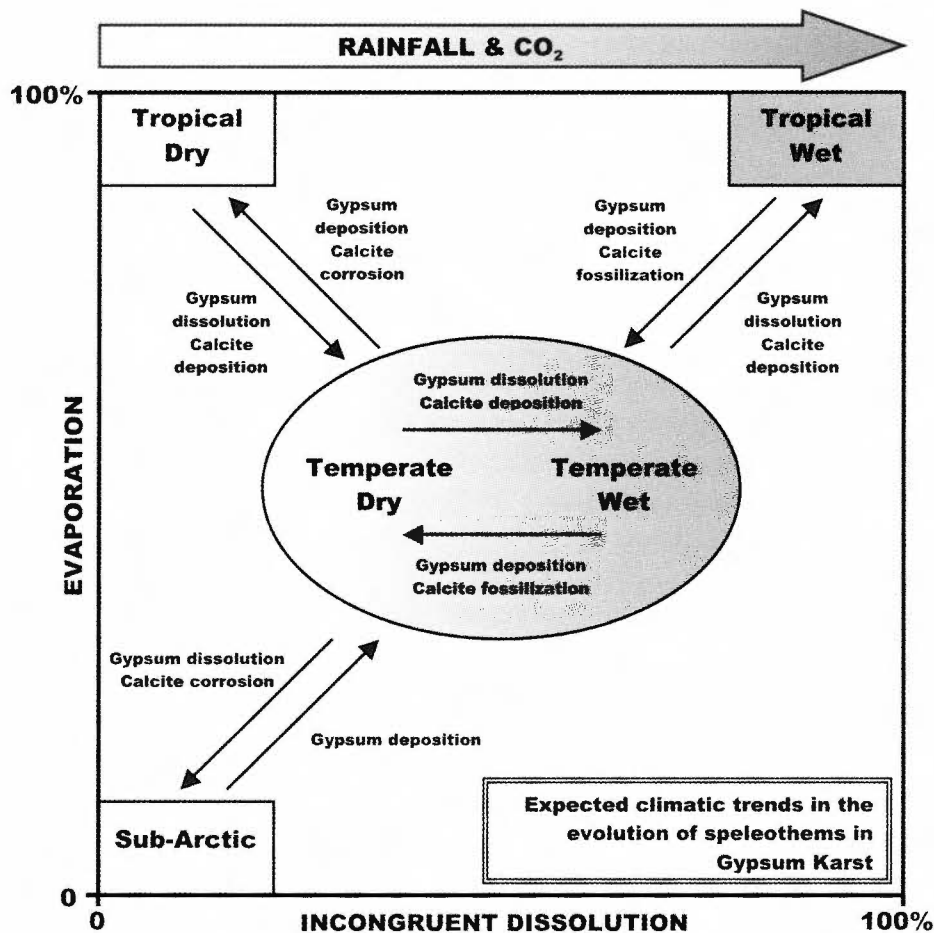 RAINFALL & CO₂
100%
Tropical
Dry
Tropical
Wet
Gypsum
deposition
Calcite
corrosion
Gypsum
deposition
Calcite
fossilization
Gypsum
dissolution
Calcite
deposition
Gypsum
dissolution
Calcite
deposition
Gypsum dissolution
Calcite deposition
Temperate
Dry
Temperate
Wet
Gypsum deposition
Calcite fossilization
EVAPORATION
Gypsum dissolution
Calcite corrosion
Gypsum deposition
Sub-Arctic
Expected climatic trends in the
evolution of speleothems in
Gypsum Karst
0
0
INCONGRUENT DISSOLUTION
100%